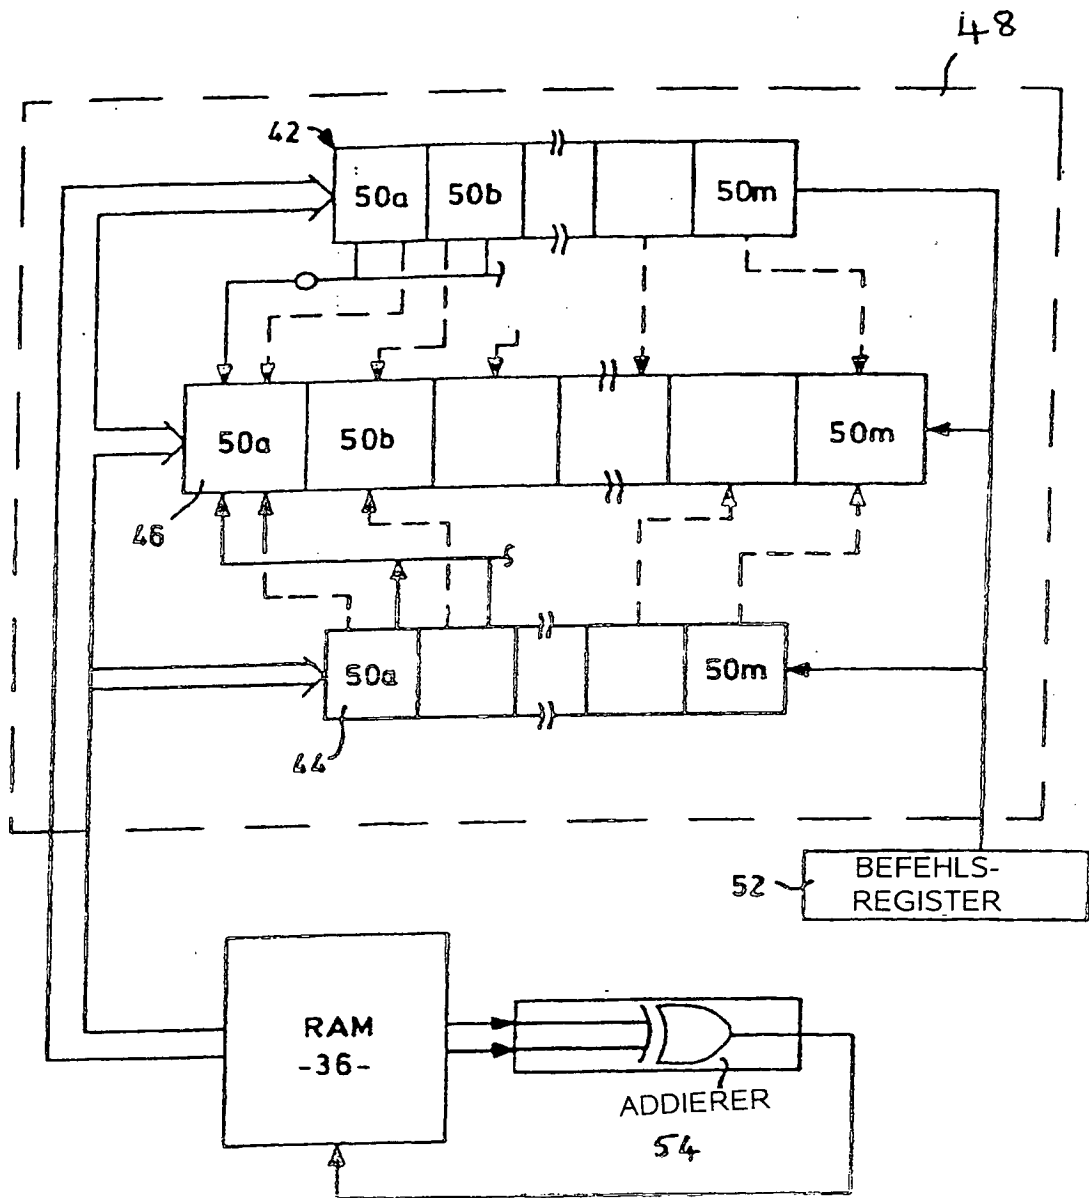 48
42
50a 50b 50m
50a 50b 50m
46
50a 50m
44
52
BEFEHLS-
REGISTER
RAM
-36-
ADDIERER
54